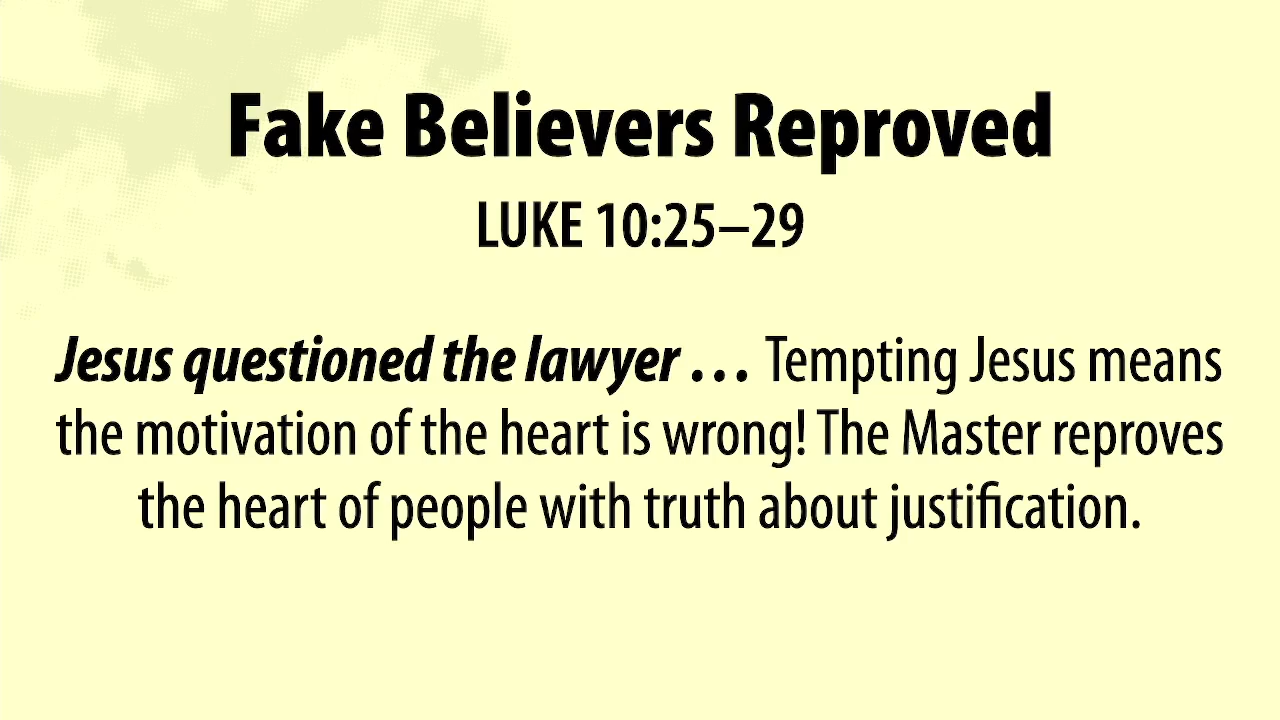 Fake Believers Reproved
LUKE 10:25–29
Jesus questioned the lawyer . . . Tempting Jesus means
the motivation of the heart is wrong! The Master reproves
the heart of people with truth about justification.